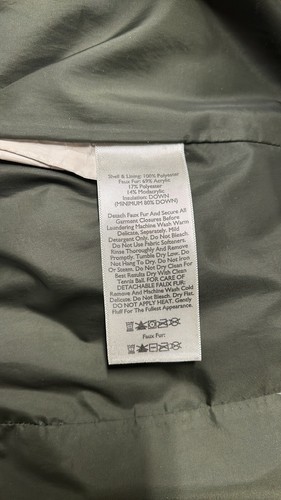 Shell & Lining: 100% Polyester
Faux Fur: 69% Acrylic
17% Polyester
14% Modacrylic
Insulation: DOWN
(MINIMUM 80% DOWN)
Detach Faux Fur And Secure All
Garment Closures Before
Laundering Machine Wash Warm
Delicate, Separately. Mild
Detergent Only. Do Not Bleach.
Do Not Use Fabric Softeners.
Rinse Thoroughly And Remove
Promptly. Tumble Dry Low. Do
Not Hang To Dry. Do Not Iron
Or Steam. Do Not Dry Clean For
Best Results Dry With Clean
Tennis Ball. FOR CARE OF
DETACHABLE FAUX FUR:
Remove And Machine Wash Cold
Delicate. Do Not Bleach. Dry Flat.
DO NOT APPLY HEAT. Gently
Fluff For The Fullest Appearance.
Faux Fur: